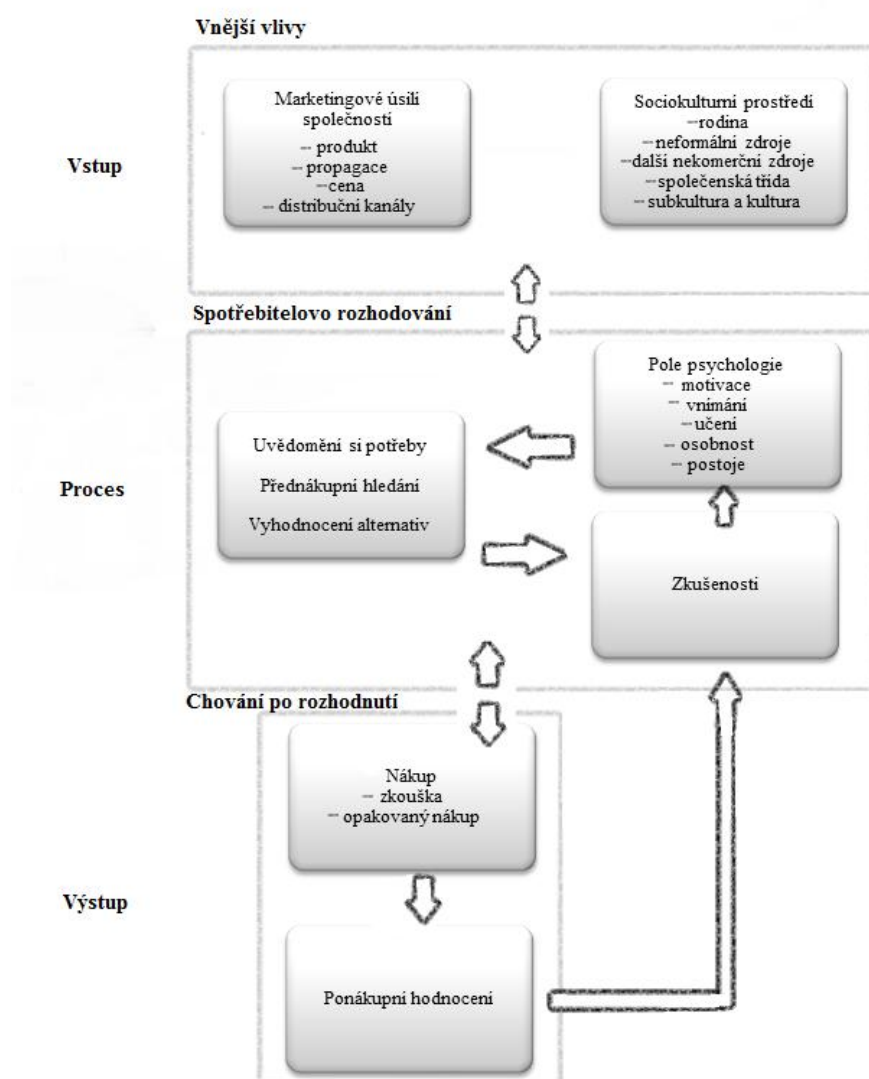 Vnější vlivy
Vstup
Marketingové úsilí
společnosti
– produkt
– propagace
– cena
– distribuční kanály
Sociokulturní prostředí
–rodina
– neformální zdroje
–další nekomerční zdroje
– společenská třída
– subkultura a kultura
Spotřebitelovo rozhodování
Proces
Uvědomění si potřeby
Přednákupní hledání
Vyhodnocení alternativ
Pole psychologie
– motivace
– vnímání
– učení
– osobnost
– postoje
Zkušenosti
Chování po rozhodnutí
Výstup
Nákup
– zkouška
– opakovaný nákup
Ponákupní hodnocení